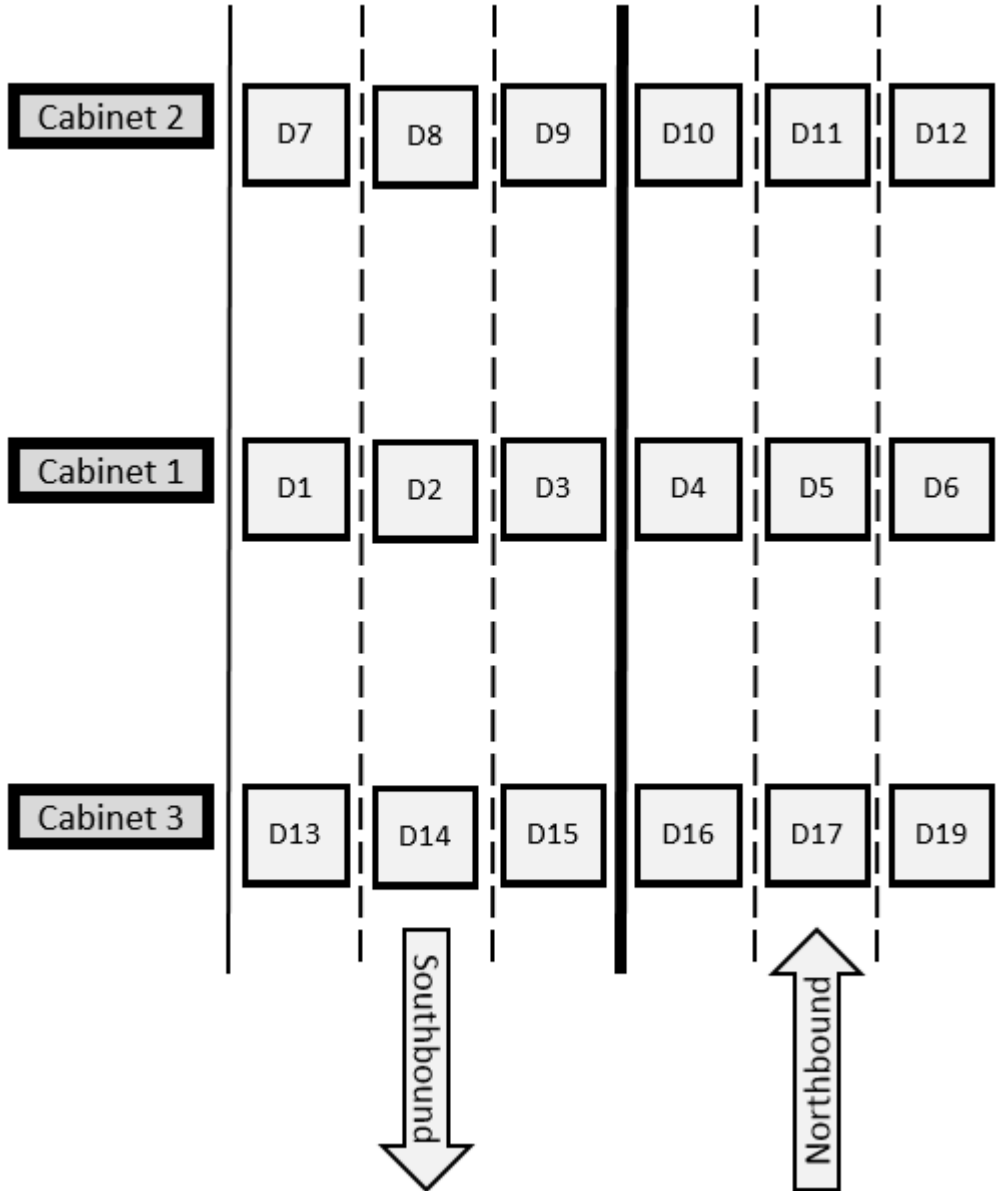 Cabinet 2
D7
D8
D9
D10
D11
D12
Cabinet 1
D1
D2
D3
D4
D5
D6
Cabinet 3
D13
D14
D15
D16
D17
D19
Southbound
Northbound